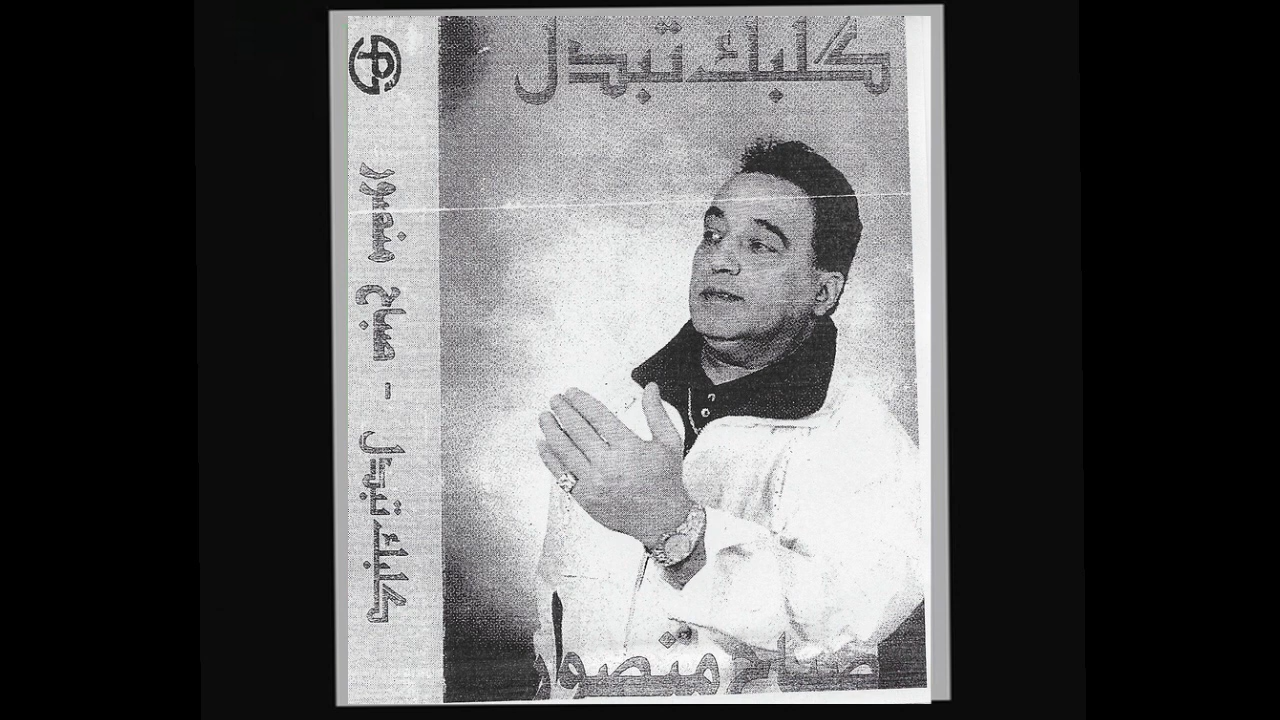 كلبك تبدل
صباح منصور
صباح منصور - كلبك تبدل